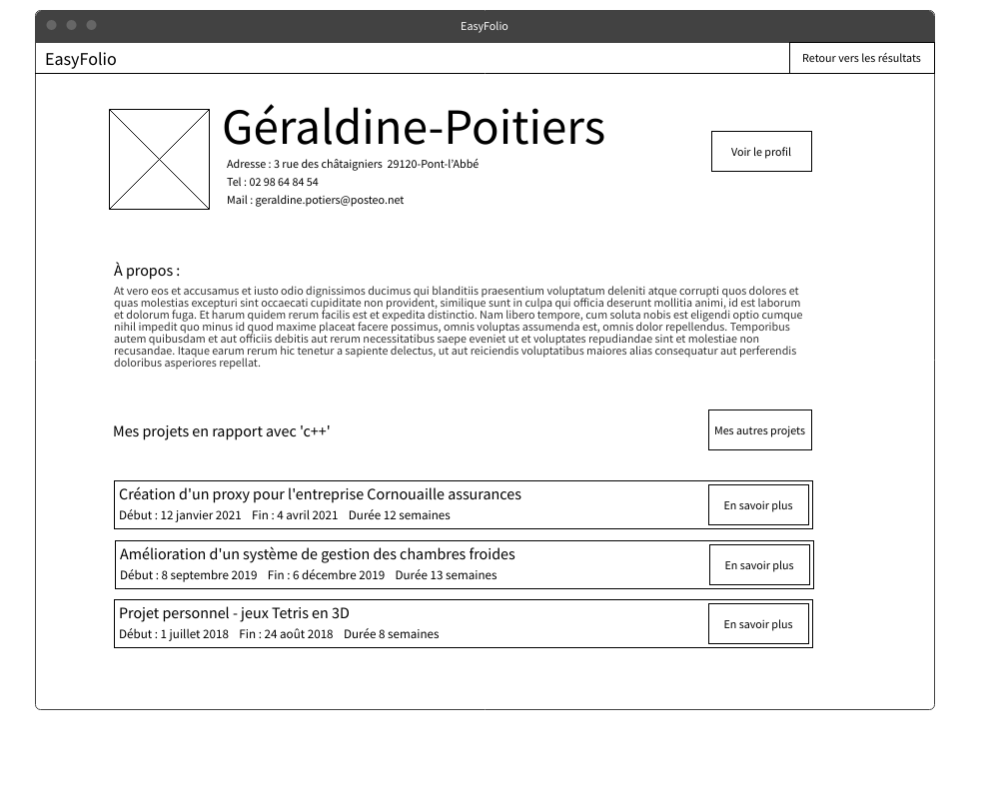 EasyFolio
EasyFolio
Retour vers les résultats
Géraldine-Poitiers
Adresse : 3 rue des châtaigniers 29120-Pont-l'Abbé
Voir le profil
Tel : 02 98 64 84 54
Mail : geraldine.potiers@posteo.net
À propos :
At vero eos et accusamus et iusto odio dignissimos ducimus qui blanditiis praesentium voluptatum deleniti atque corrupti quos dolores et
quas molestias excepturi sint occaecati cupiditate non provident, similique sunt in culpa qui officia deserunt mollitia animi, id est laborum
et dolorum fuga. Et harum quidem rerum facilis est et expedita distinctio. Nam libero tempore, cum soluta nobis est eligendi optio cumque
nihil impedit quo minus id quod maxime placeat facere possimus, omnis voluptas assumenda est, omnis dolor repellendus. Temporibus
autem quibusdam et aut officiis debitis aut rerum necessitatibus saepe eveniet ut et voluptates repudiandae sint et molestiae non
recusandae. Itaque earum rerum hic tenetur a sapiente delectus, ut aut reiciendis voluptatibus maiores alias consequatur aut perferendis
doloribus asperiores repellat.
Mes projets en rapport avec 'c++'
Mes autres projets
Création d'un proxy pour l'entreprise Cornouaille assurances
Début : 12 janvier 2021 Fin : 4 avril 2021 Durée 12 semaines
En savoir plus
Amélioration d'un système de gestion des chambres froides
Début : 8 septembre 2019 Fin : 6 décembre 2019 Durée 13 semaines
En savoir plus
Projet personnel - jeux Tetris en 3D
Début : 1 juillet 2018 Fin : 24 août 2018 Durée 8 semaines
En savoir plus